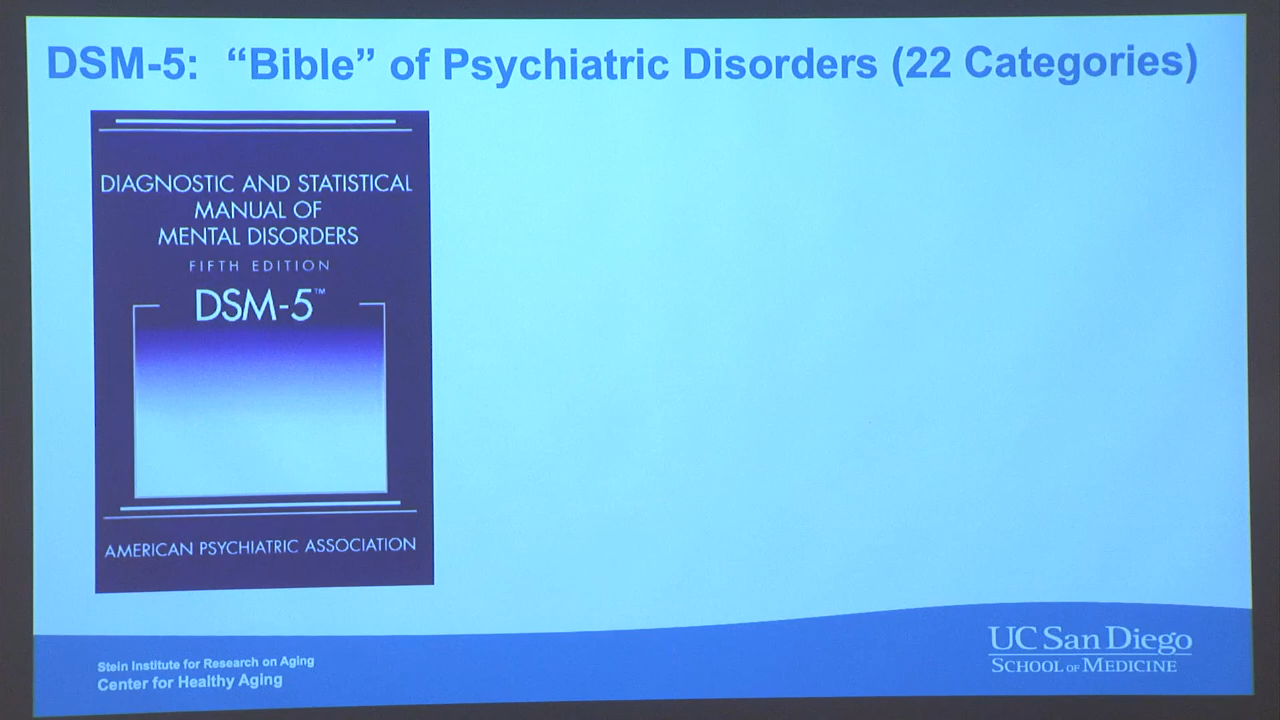 DSM-5: “Bible” of Psychiatric Disorders (22 Categories)
DIAGNOSTIC AND STATISTICAL
MANUAL OF
MENTAL DISORDERS
FIFTH EDITION
DSM-5™
AMERICAN PSYCHIATRIC ASSOCIATION
Stein Institute for Research on Aging
Center for Healthy Aging
UC San Diego
SCHOOL OF MEDICINE